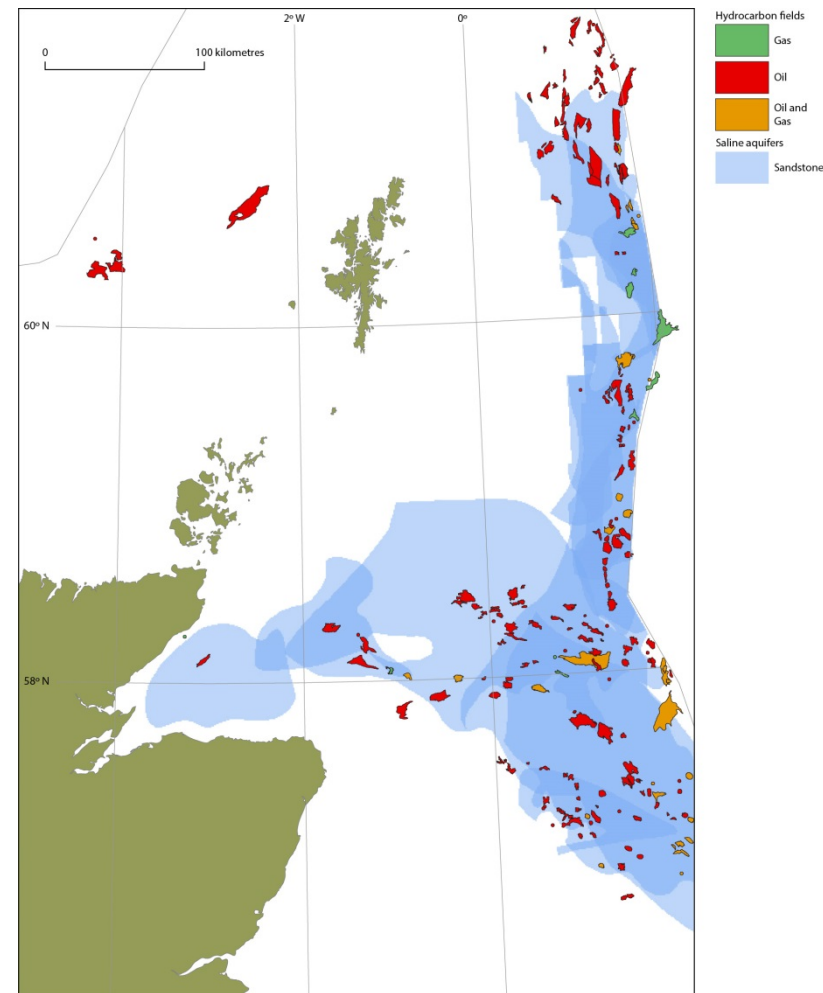 2º W
0º
0
100 kilometres
60º N
58º N
Hydrocarbon fields
Gas
Oil
Oil and
Gas
Saline aquifers
Sandstone